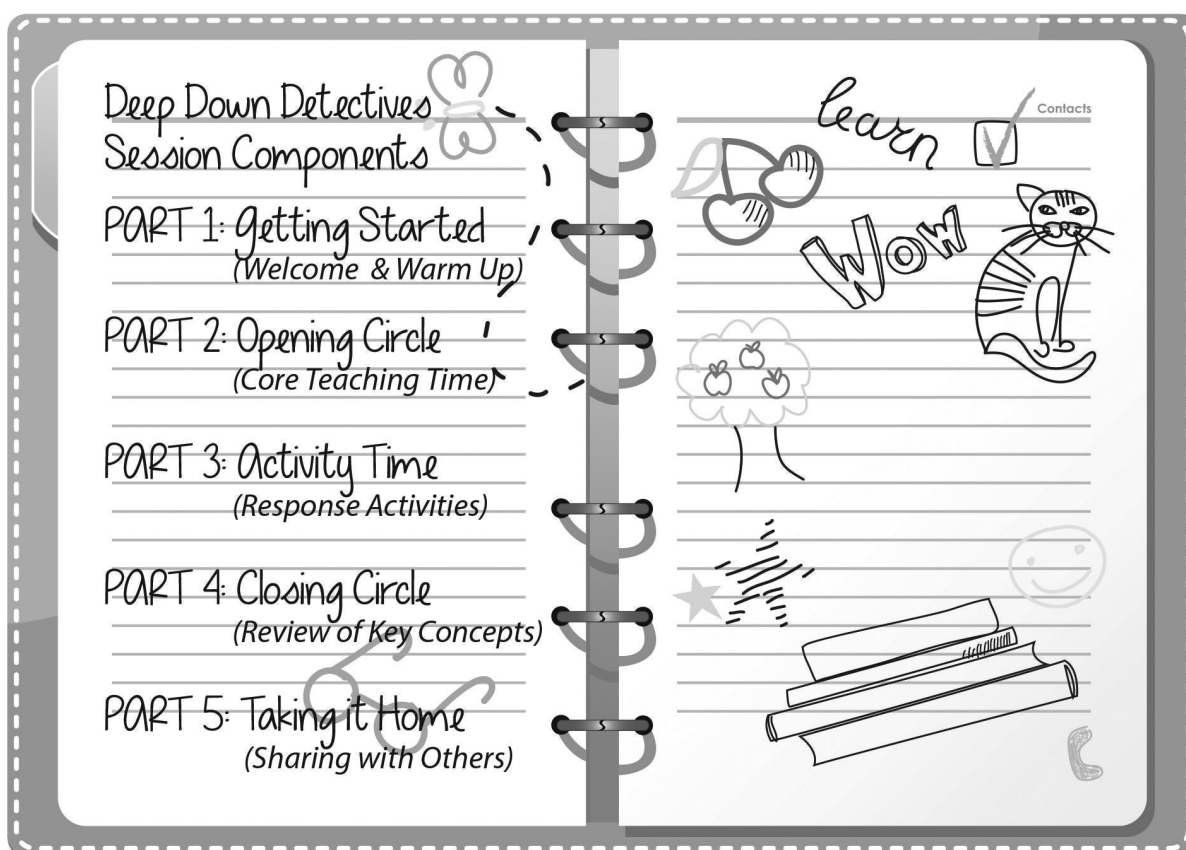 Deep Down Detectives
Session Components
PART 1: Getting Started
(Welcome & Warm Up)
PART 2: Opening Circle
(Core Teaching Time)
PART 3: Activity Time
(Response Activities)
PART 4: Closing Circle
(Review of Key Concepts)
PART 5: Taking it Home
(Sharing with Others)
learn
Contacts
Wow